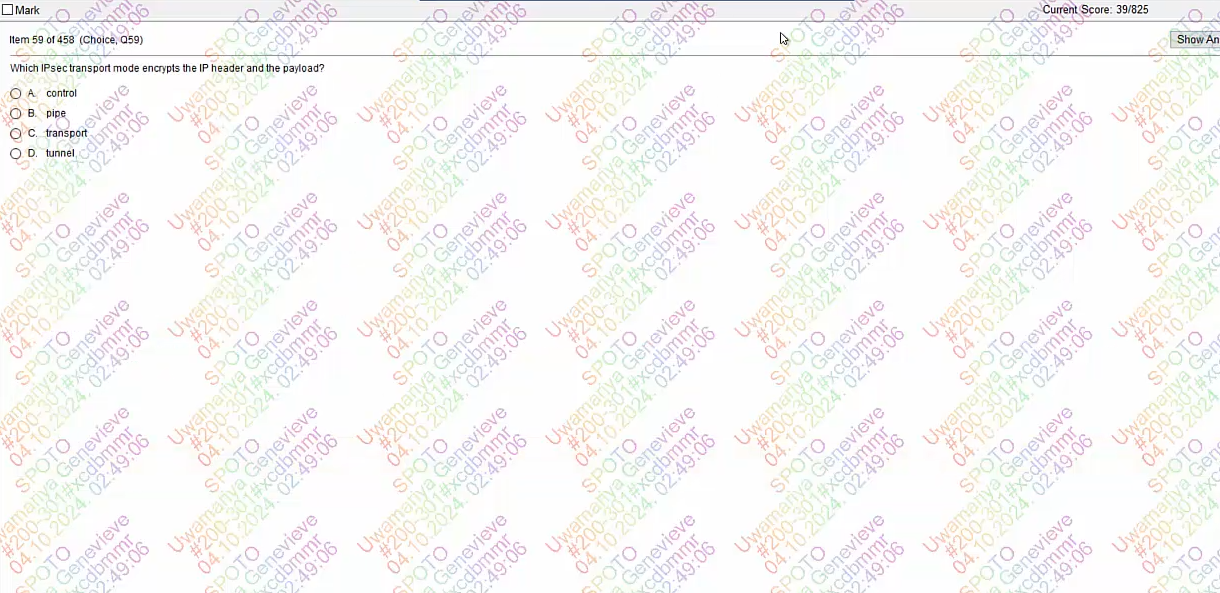 Mark
Current Score: 39/825
Item 59 of 458 (Choice, Q59)
Show An
Which IPsec transport mode encrypts the IP header and the payload?
A. control
B. pipe
C. transport
D. tunnel
SPOTO
Uwamariya Genevieve
#200-301#xcdbmmr
04.10.2024. 02:49:06